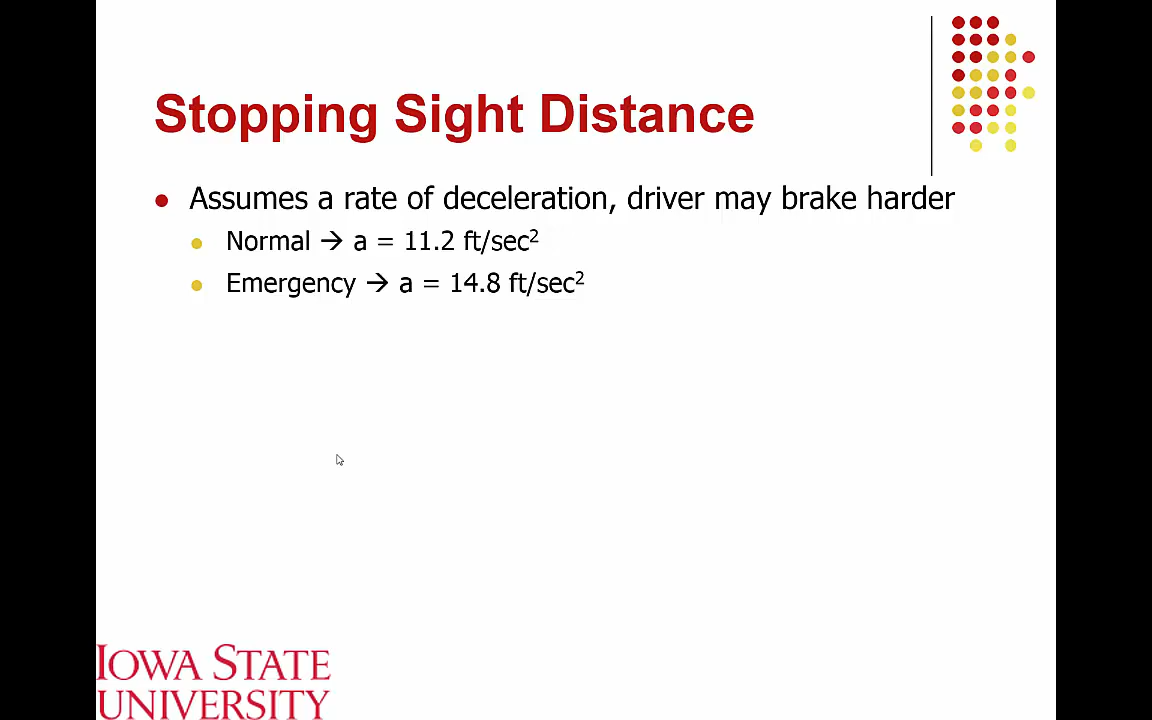 Stopping Sight Distance
Assumes a rate of deceleration, driver may brake harder
Normal → a = 11.2 ft/sec²
Emergency → a = 14.8 ft/sec²
IOWA STATE
UNIVERSITY